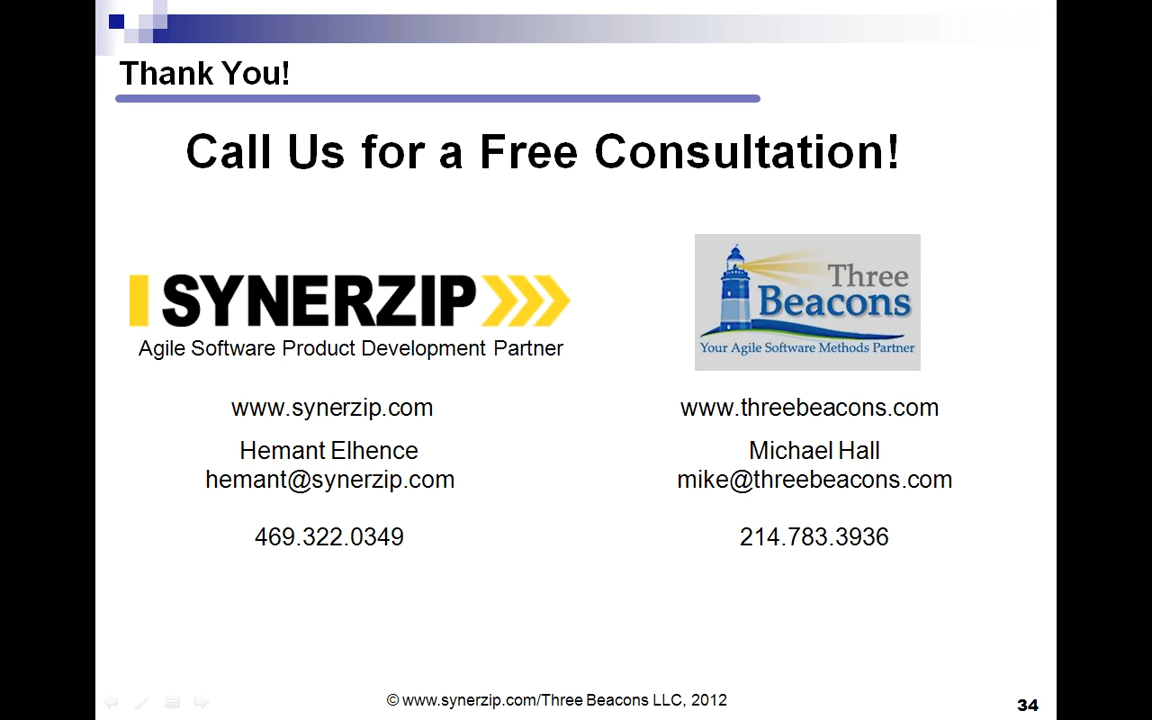 Thank You!
Call Us for a Free Consultation!
SYNERZIP
Agile Software Product Development Partner
www.synerzip.com
Hemant Elhence
hemant@synerzip.com
469.322.0349
Three
Beacons
Your Agile Software Methods Partner
www.threebeacons.com
Michael Hall
mike@threebeacons.com
214.783.3936
© www.synerzip.com/Three Beacons LLC, 2012
34